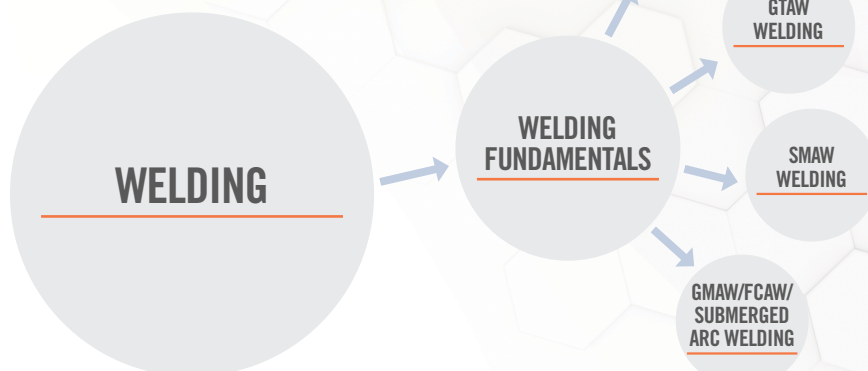 WELDING
WELDING
FUNDAMENTALS
GTAW
WELDING
SMAW
WELDING
GMAW/FCAW/
SUBMERGED
ARC WELDING